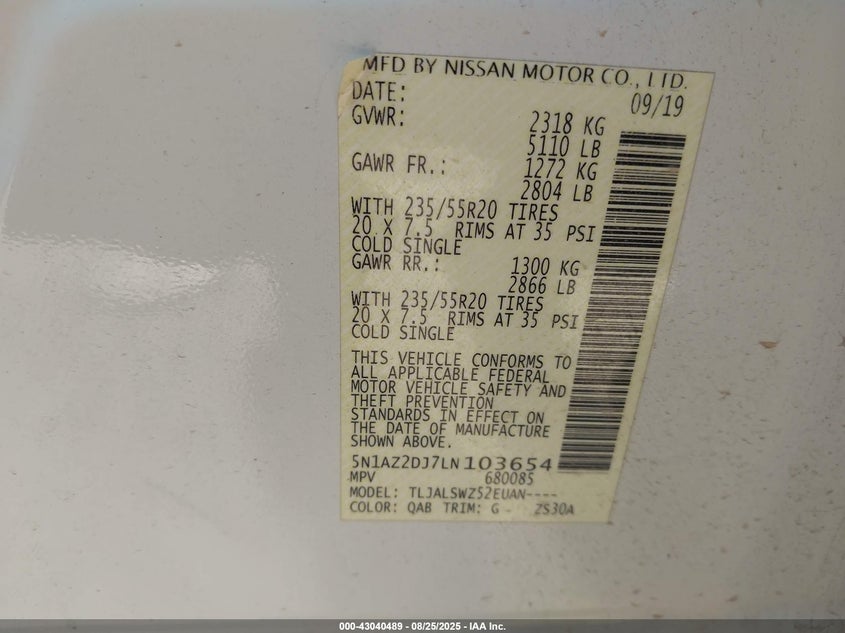 MFD BY NISSAN MOTOR CO., LTD.
DATE: 09/19
GVWR: 2318 KG
5110 LB
GAWR FR.: 1272 KG
2804 LB
WITH 235/55R20 TIRES
20 X 7.5 RIMS AT 35 PSI
COLD SINGLE
GAWR RR.: 1300 KG
2866 LB
WITH 235/55R20 TIRES
20 X 7.5 RIMS AT 35 PSI
COLD SINGLE
THIS VEHICLE CONFORMS TO
ALL APPLICABLE FEDERAL
MOTOR VEHICLE SAFETY AND
THEFT PREVENTION
STANDARDS IN EFFECT ON
THE DATE OF MANUFACTURE
SHOWN ABOVE.
5N1AZ2DJ7LN103654
MPV 680085
MODEL: TLJALSWZ52EUAN----
COLOR: QAB TRIM: G - ZS30A
000-43040489 - 08/25/2025 - IAA Inc.